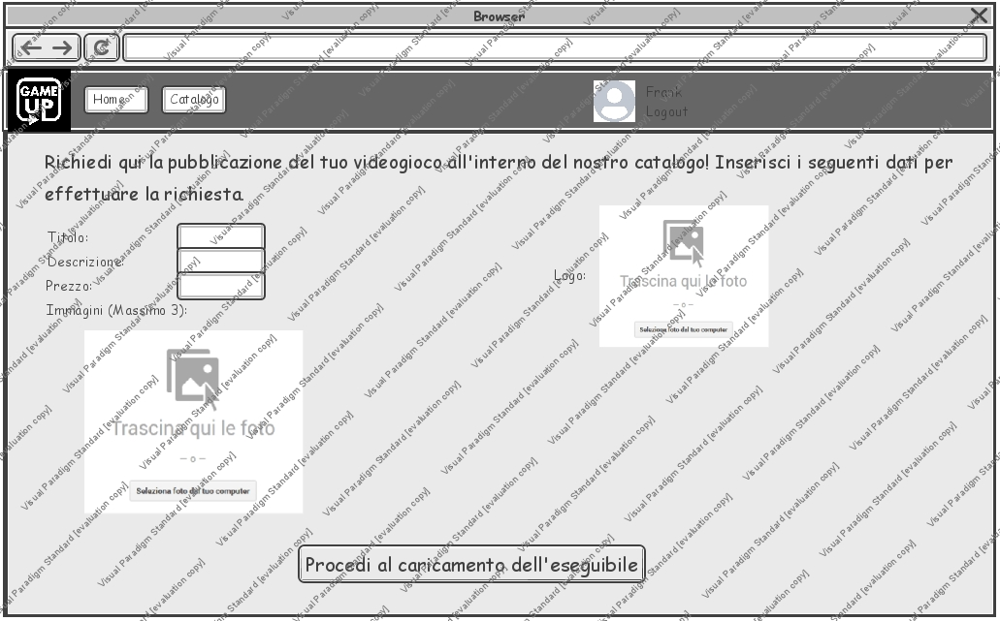 Browser
GAME
UP
Home
Catalogo
Frank
Logout
Richiedi qui la pubblicazione del tuo videogioco all'interno del nostro catalogo! Inserisci i seguenti dati per
effettuare la richiesta
Titolo:
Descrizione:
Prezzo:
Immagini (Massimo 3):
Trascina qui le foto
– o –
Seleziona foto dal tuo computer
Logo:
Trascina qui le foto
– o –
Seleziona foto dal tuo computer
Procedi al caricamento dell'eseguibile
Visual Paradigm Standard [evaluation copy]